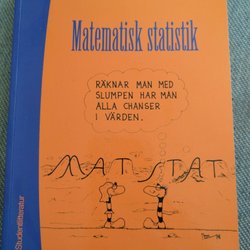 Matematisk statistik
RÄKNAR MAN MED
SLUMPEN HAR MAN
ALLA CHANSER
I VÄRDEN.
MAT STAT
Studentlitteratur